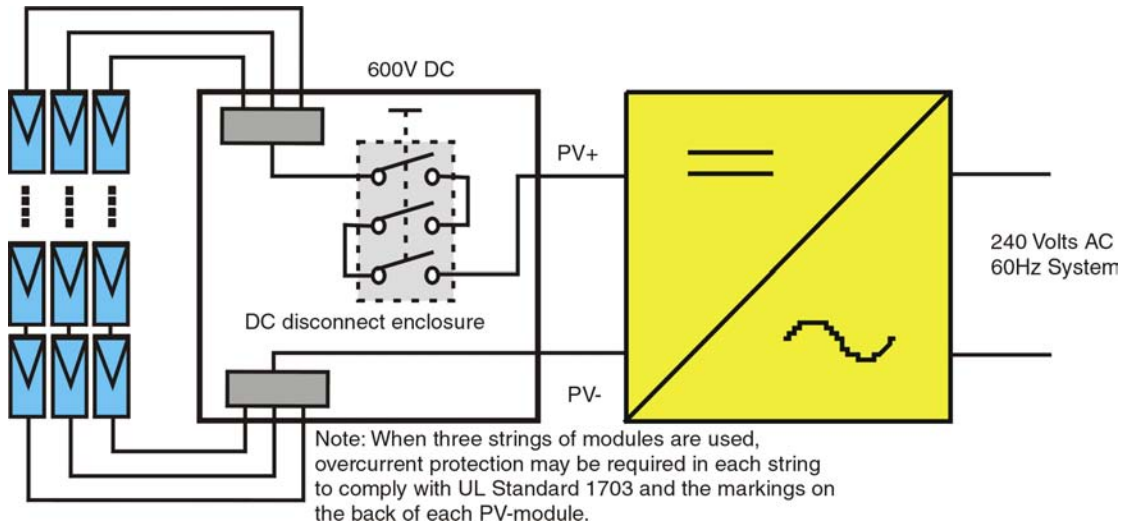 600V DC
PV+
240 Volts AC
60Hz System
DC disconnect enclosure
PV-
Note: When three strings of modules are used,
overcurrent protection may be required in each string
to comply with UL Standard 1703 and the markings on
the back of each PV-module.